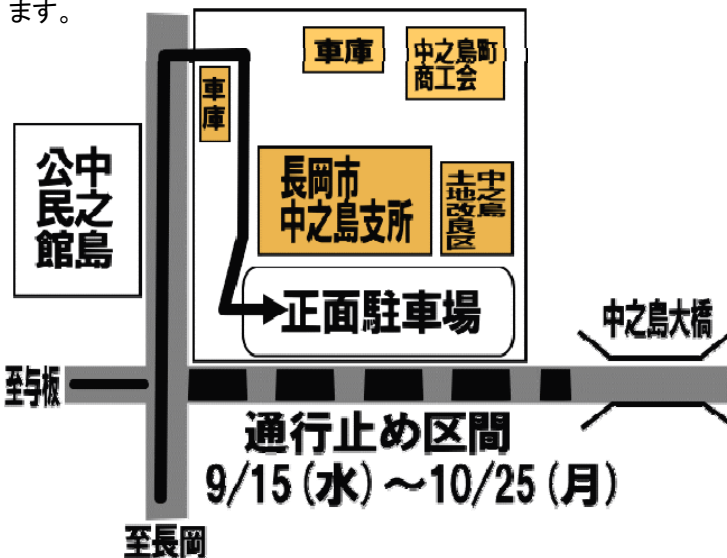 ます。
車庫
中之島町
商工会
車庫
中之島
公民館
長岡市
中之島支所
中之島
土地改良区
正面駐車場
中之島大橋
至与板
通行止め区間
9/15（水）～10/25（月）
至長岡